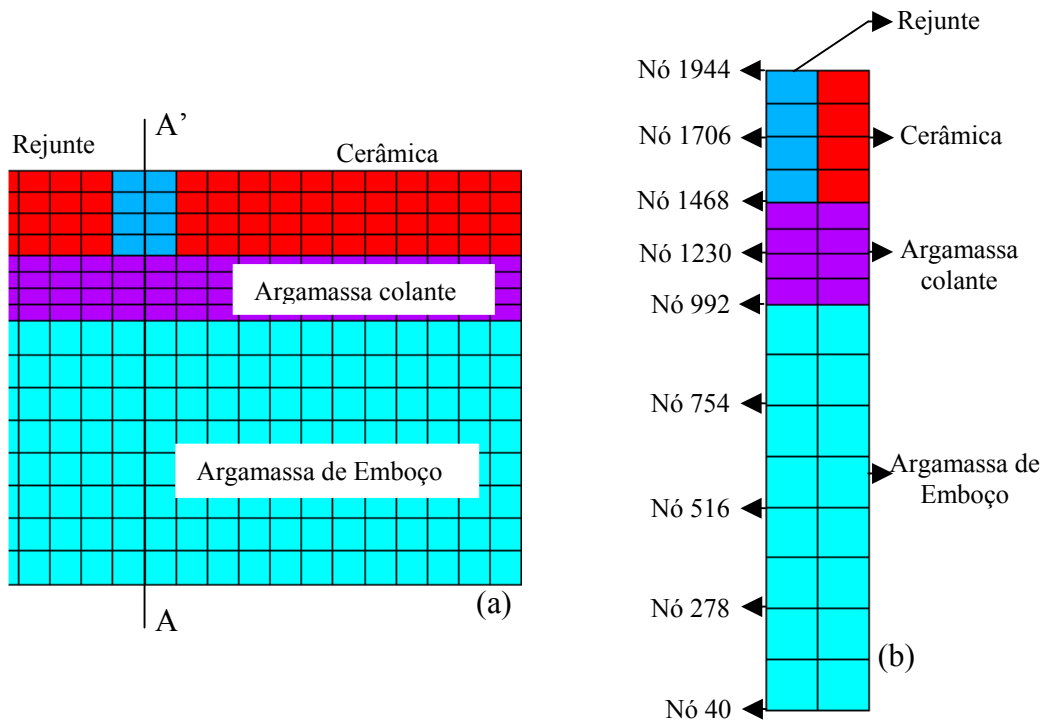 A’
Rejunte
Cerâmica
Argamassa colante
Argamassa de Emboço
A
(a)
Rejunte
Nó 1944
Nó 1706
Cerâmica
Nó 1468
Nó 1230
Argamassa
colante
Nó 992
Nó 754
Argamassa de
Emboço
Nó 516
Nó 278
(b)
Nó 40